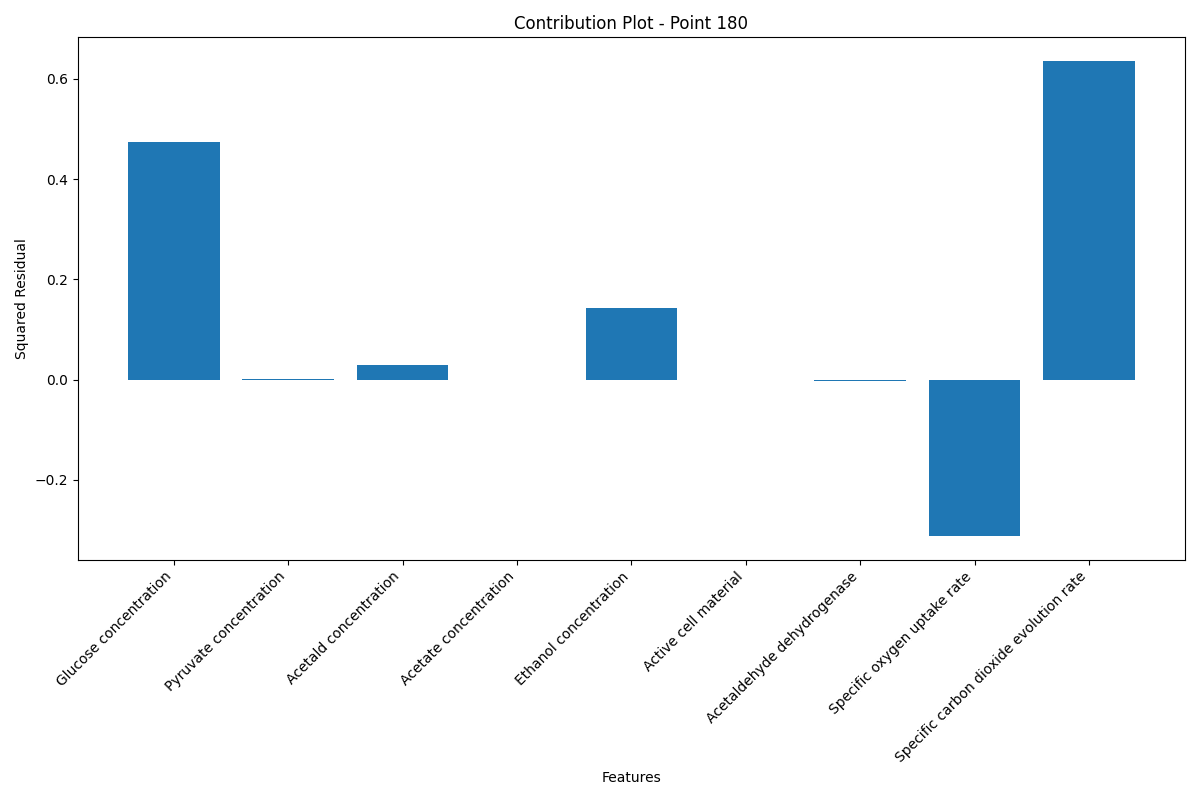 Contribution Plot - Point 180
Squared Residual
0.6
0.4
0.2
0.0
−0.2
Glucose concentration
Pyruvate concentration
Acetald concentration
Acetate concentration
Ethanol concentration
Active cell material
Acetaldehyde dehydrogenase
Specific oxygen uptake rate
Specific carbon dioxide evolution rate
Features